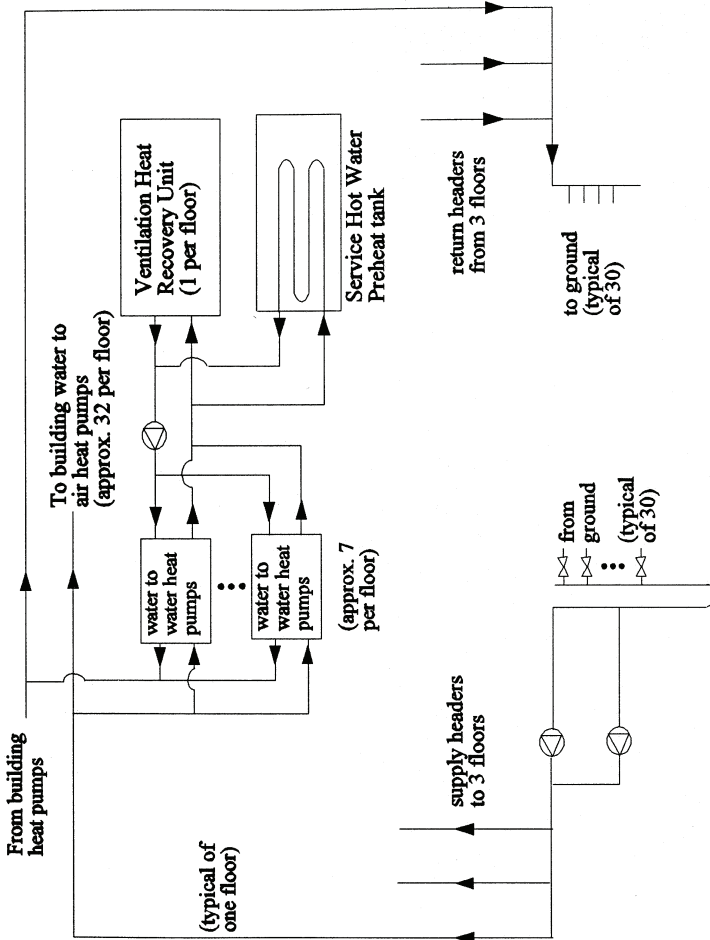 From building
heat pumps
To building water to
air heat pumps
(approx. 32 per floor)
Ventilation Heat
Recovery Unit
(1 per floor)
Service Hot Water
Preheat tank
water to
water heat
pumps
water to
water heat
pumps
(approx. 7
per floor)
(typical of
one floor)
supply headers
to 3 floors
return headers
from 3 floors
from
ground
(typical
of 30)
to ground
(typical
of 30)